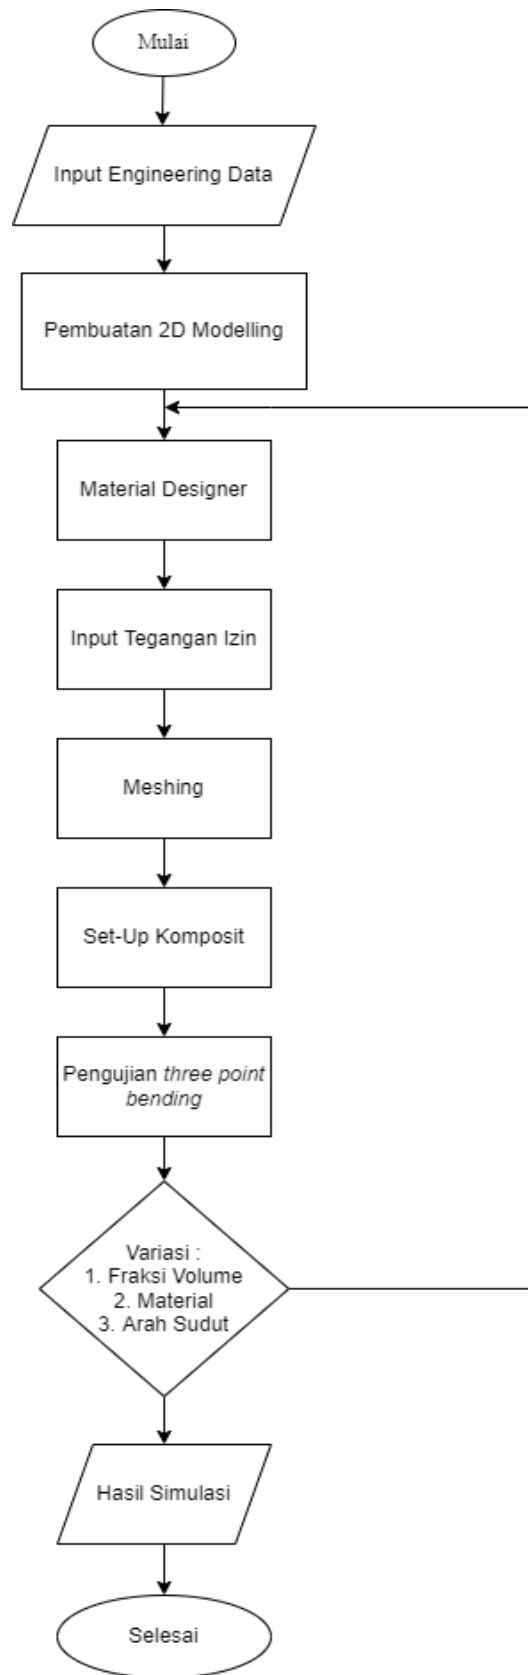 Mulai
Input Engineering Data
Pembuatan 2D Modelling
Material Designer
Input Tegangan Izin
Meshing
Set-Up Komposit
Pengujian three point
bending
Variasi :
1. Fraksi Volume
2. Material
3. Arah Sudut
Hasil Simulasi
Selesai